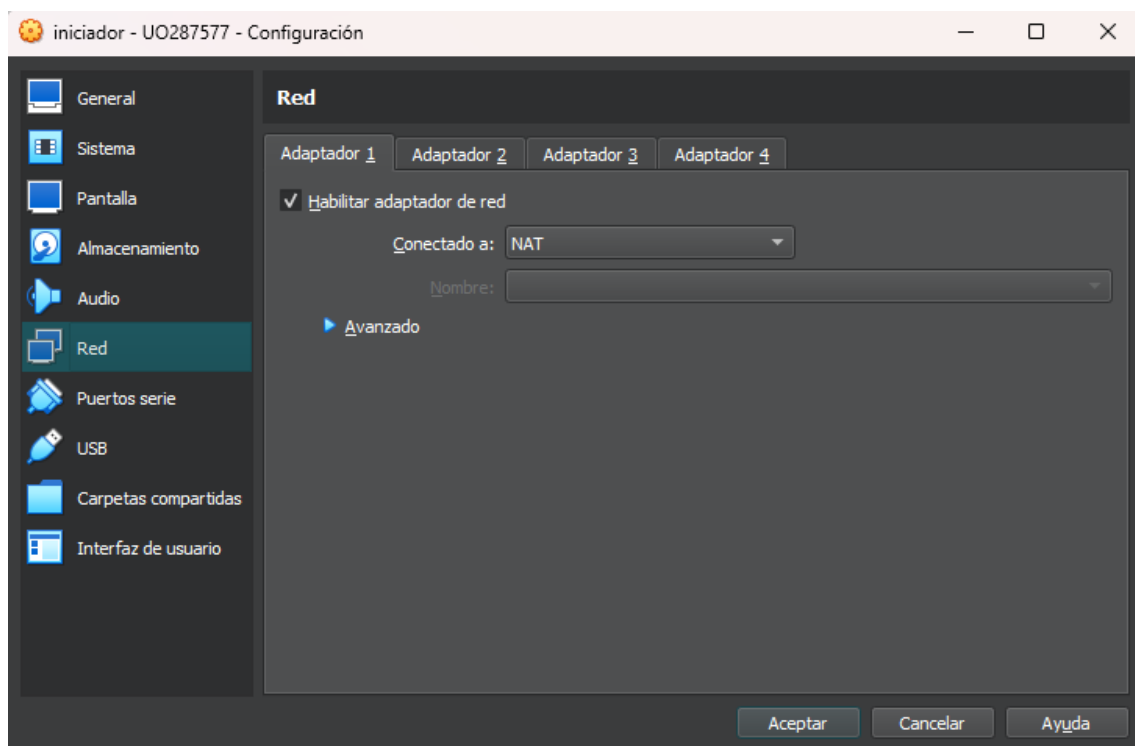 iniciador - UO287577 - Configuración
General
Sistema
Pantalla
Almacenamiento
Audio
Red
Puertos serie
USB
Carpetas compartidas
Interfaz de usuario
Red
Adaptador 1 Adaptador 2 Adaptador 3 Adaptador 4
Habilitar adaptador de red
Conectado a: NAT
Nombre:
Avanzado
Aceptar Cancelar Ayuda